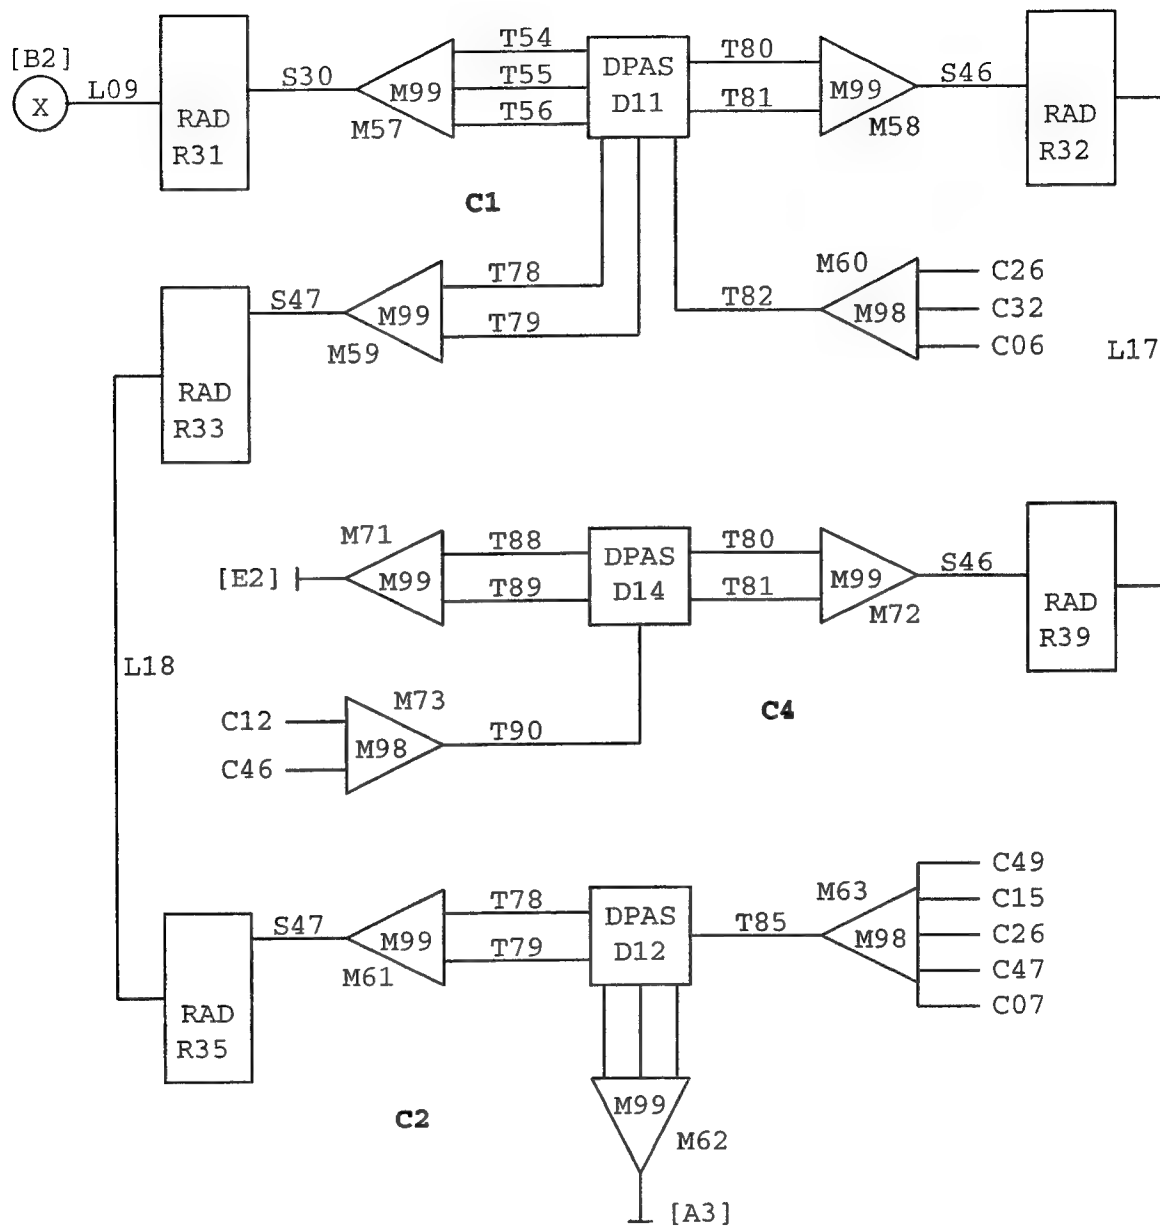 [B2]
X
L09
RAD
R31
S30
M99
M57
T54
T55
T56
DPAS
D11
T80
T81
M99
M58
S46
RAD
R32
C1
RAD
R33
S47
M99
M59
T78
T79
T82
M60
M98
C26
C32
C06
L17
[E2]
M71
M99
T88
T89
DPAS
D14
T80
T81
M99
M72
S46
RAD
R39
L18
C12
C46
M73
M98
T90
C4
RAD
R35
S47
M99
M61
T78
T79
DPAS
D12
T85
M63
M98
C49
C15
C26
C47
C07
C2
M99
M62
[A3]